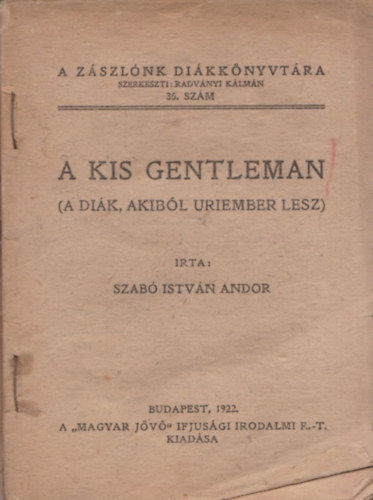 A ZÁSZLÓNK DIÁKKÖNYVTÁRA
SZERKESZTI: RADVÁNYI KÁLMÁN
35. SZÁM
A KIS GENTLEMAN
(A DIÁK, AKIBŐL URIEMBER LESZ)
IRTA:
SZABÓ ISTVÁN ANDOR
BUDAPEST, 1922.
A „MAGYAR JÖVŐ“ IFJUSÁGI IRODALMI R.-T.
KIADÁSA